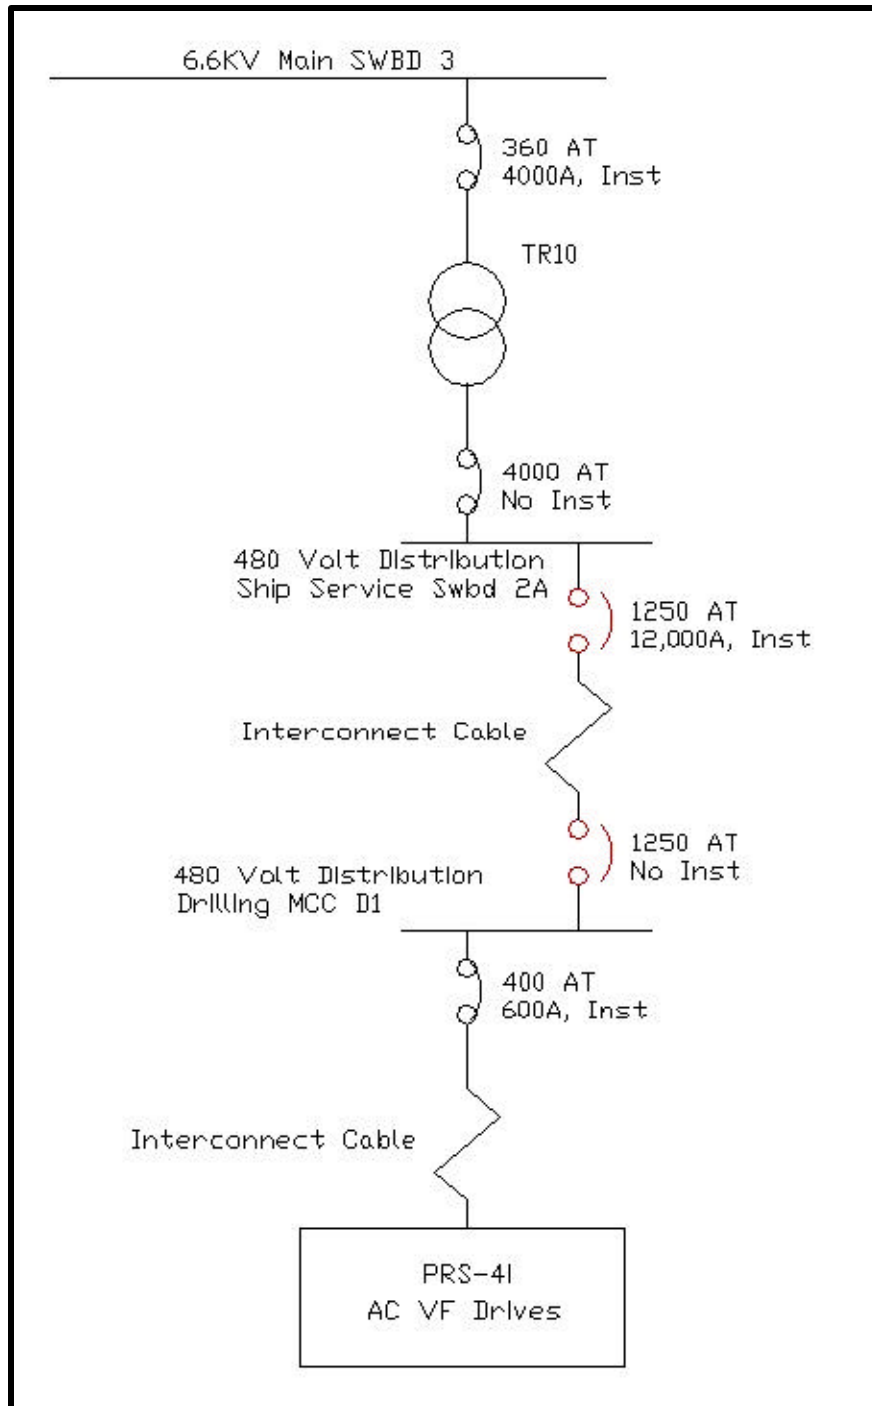 6.6KV Main SWBD 3
360 AT
4000A, Inst
TR10
4000 AT
No Inst
480 Volt Distribution
Ship Service Swbd 2A
1250 AT
12,000A, Inst
Interconnect Cable
1250 AT
No Inst
480 Volt Distribution
Drilling MCC D1
400 AT
600A, Inst
Interconnect Cable
PRS-4I
AC VF Drives